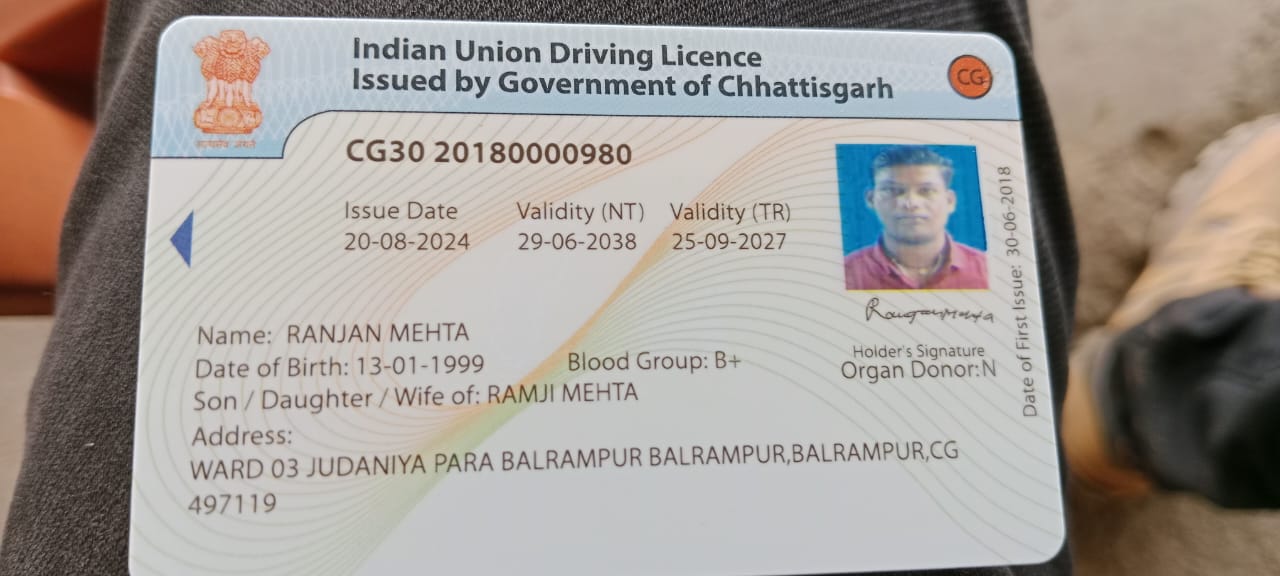 Indian Union Driving Licence
Issued by Government of Chhattisgarh
CG
सत्यमेव जयते
CG30 20180000980
Issue Date Validity (NT) Validity (TR)
20-08-2024 29-06-2038 25-09-2027
Date of First Issue: 30-06-2018
Name: RANJAN MEHTA
Date of Birth: 13-01-1999 Blood Group: B+
Holder's Signature
Organ Donor:N
Son / Daughter / Wife of: RAMJI MEHTA
Address:
WARD 03 JUDANIYA PARA BALRAMPUR BALRAMPUR,BALRAMPUR,CG
497119